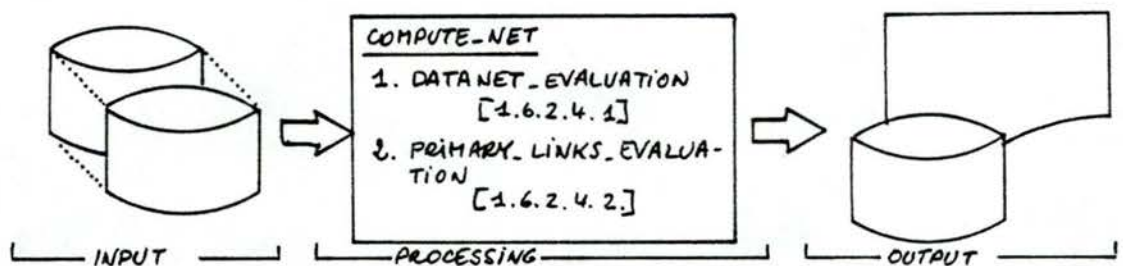 COMPUTE_NET
1. DATANET_EVALUATION
[1.6.2.4.1]
2. PRIMARY_LINKS_EVALUA-
TION
[1.6.2.4.2.]
INPUT
PROCESSING
OUTPUT